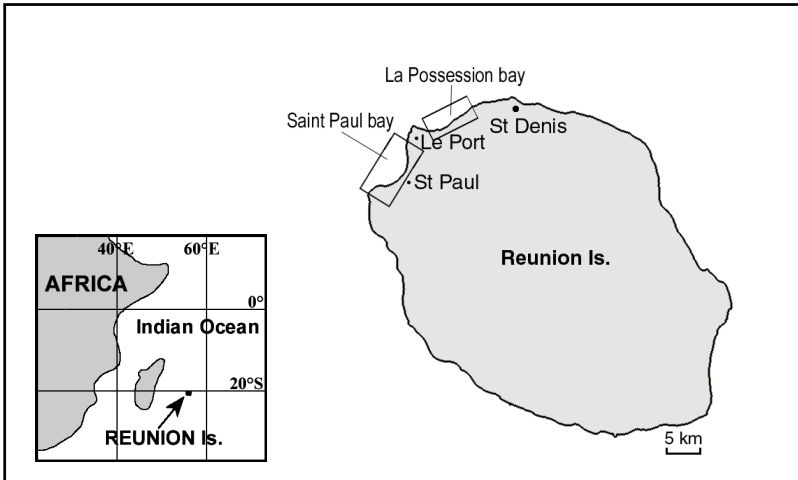 La Possession bay
Saint Paul bay
St Denis
Le Port
St Paul
Reunion Is.
5 km
40°E
60°E
AFRICA
0°
Indian Ocean
20°S
REUNION Is.